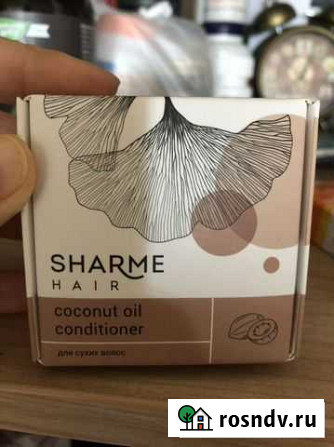 SHARME
HAIR
coconut oil
conditioner
для сухих волос
rosndv.ru